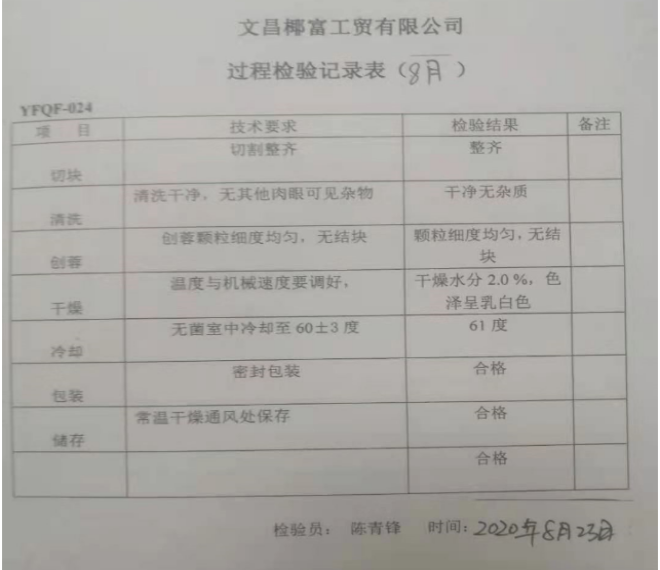 文昌椰富工贸有限公司
过程检验记录表（8月）
YFQF-024
项 目 技术要求 检验结果 备注
切块 切割整齐 整齐
清洗 清洗干净，无其他肉眼可见杂物 干净无杂质
创蓉 创蓉颗粒细度均匀，无结块 颗粒细度均匀，无结
块
干燥 温度与机械速度要调好， 干燥水分 2.0 %，色
泽呈乳白色
冷却 无菌室中冷却至 60±3 度 61 度
包装 密封包装 合格
储存 常温干燥通风处保存 合格
合格
检验员： 陈青锋 时间：2020年8月23日